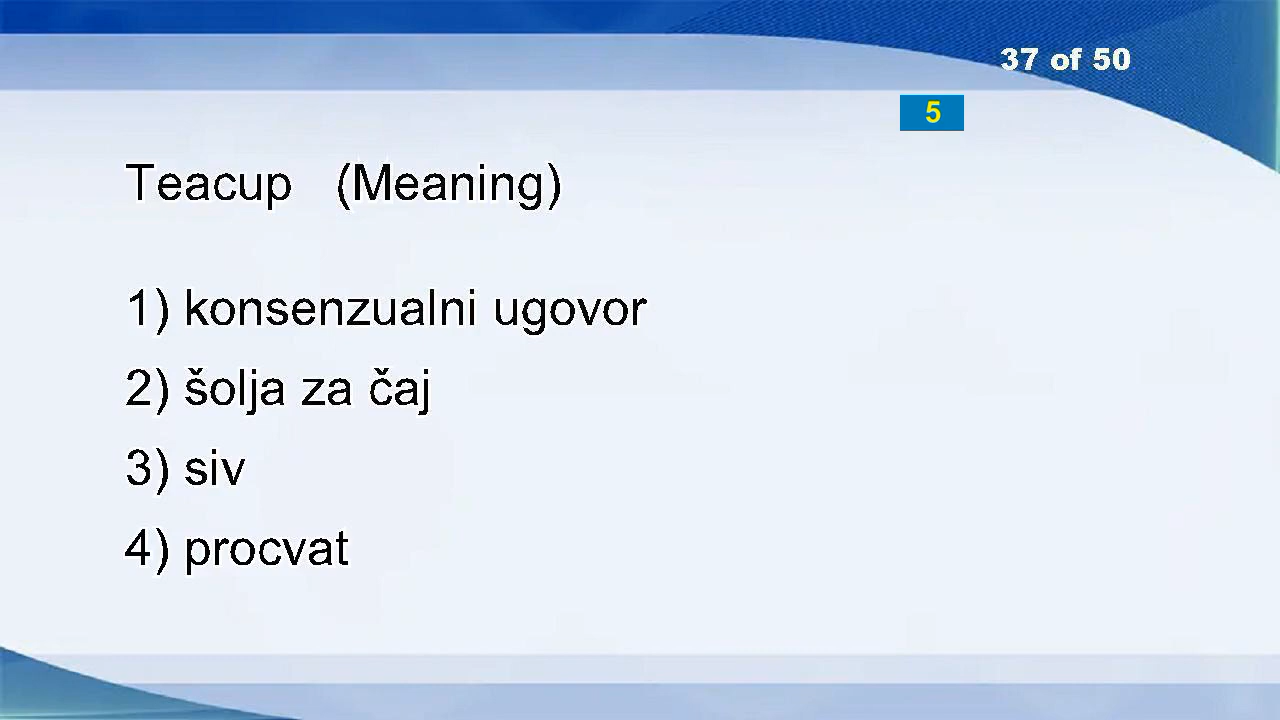 37 of 50
5
Teacup (Meaning)
1) konsenzualni ugovor
2) šolja za čaj
3) siv
4) procvat